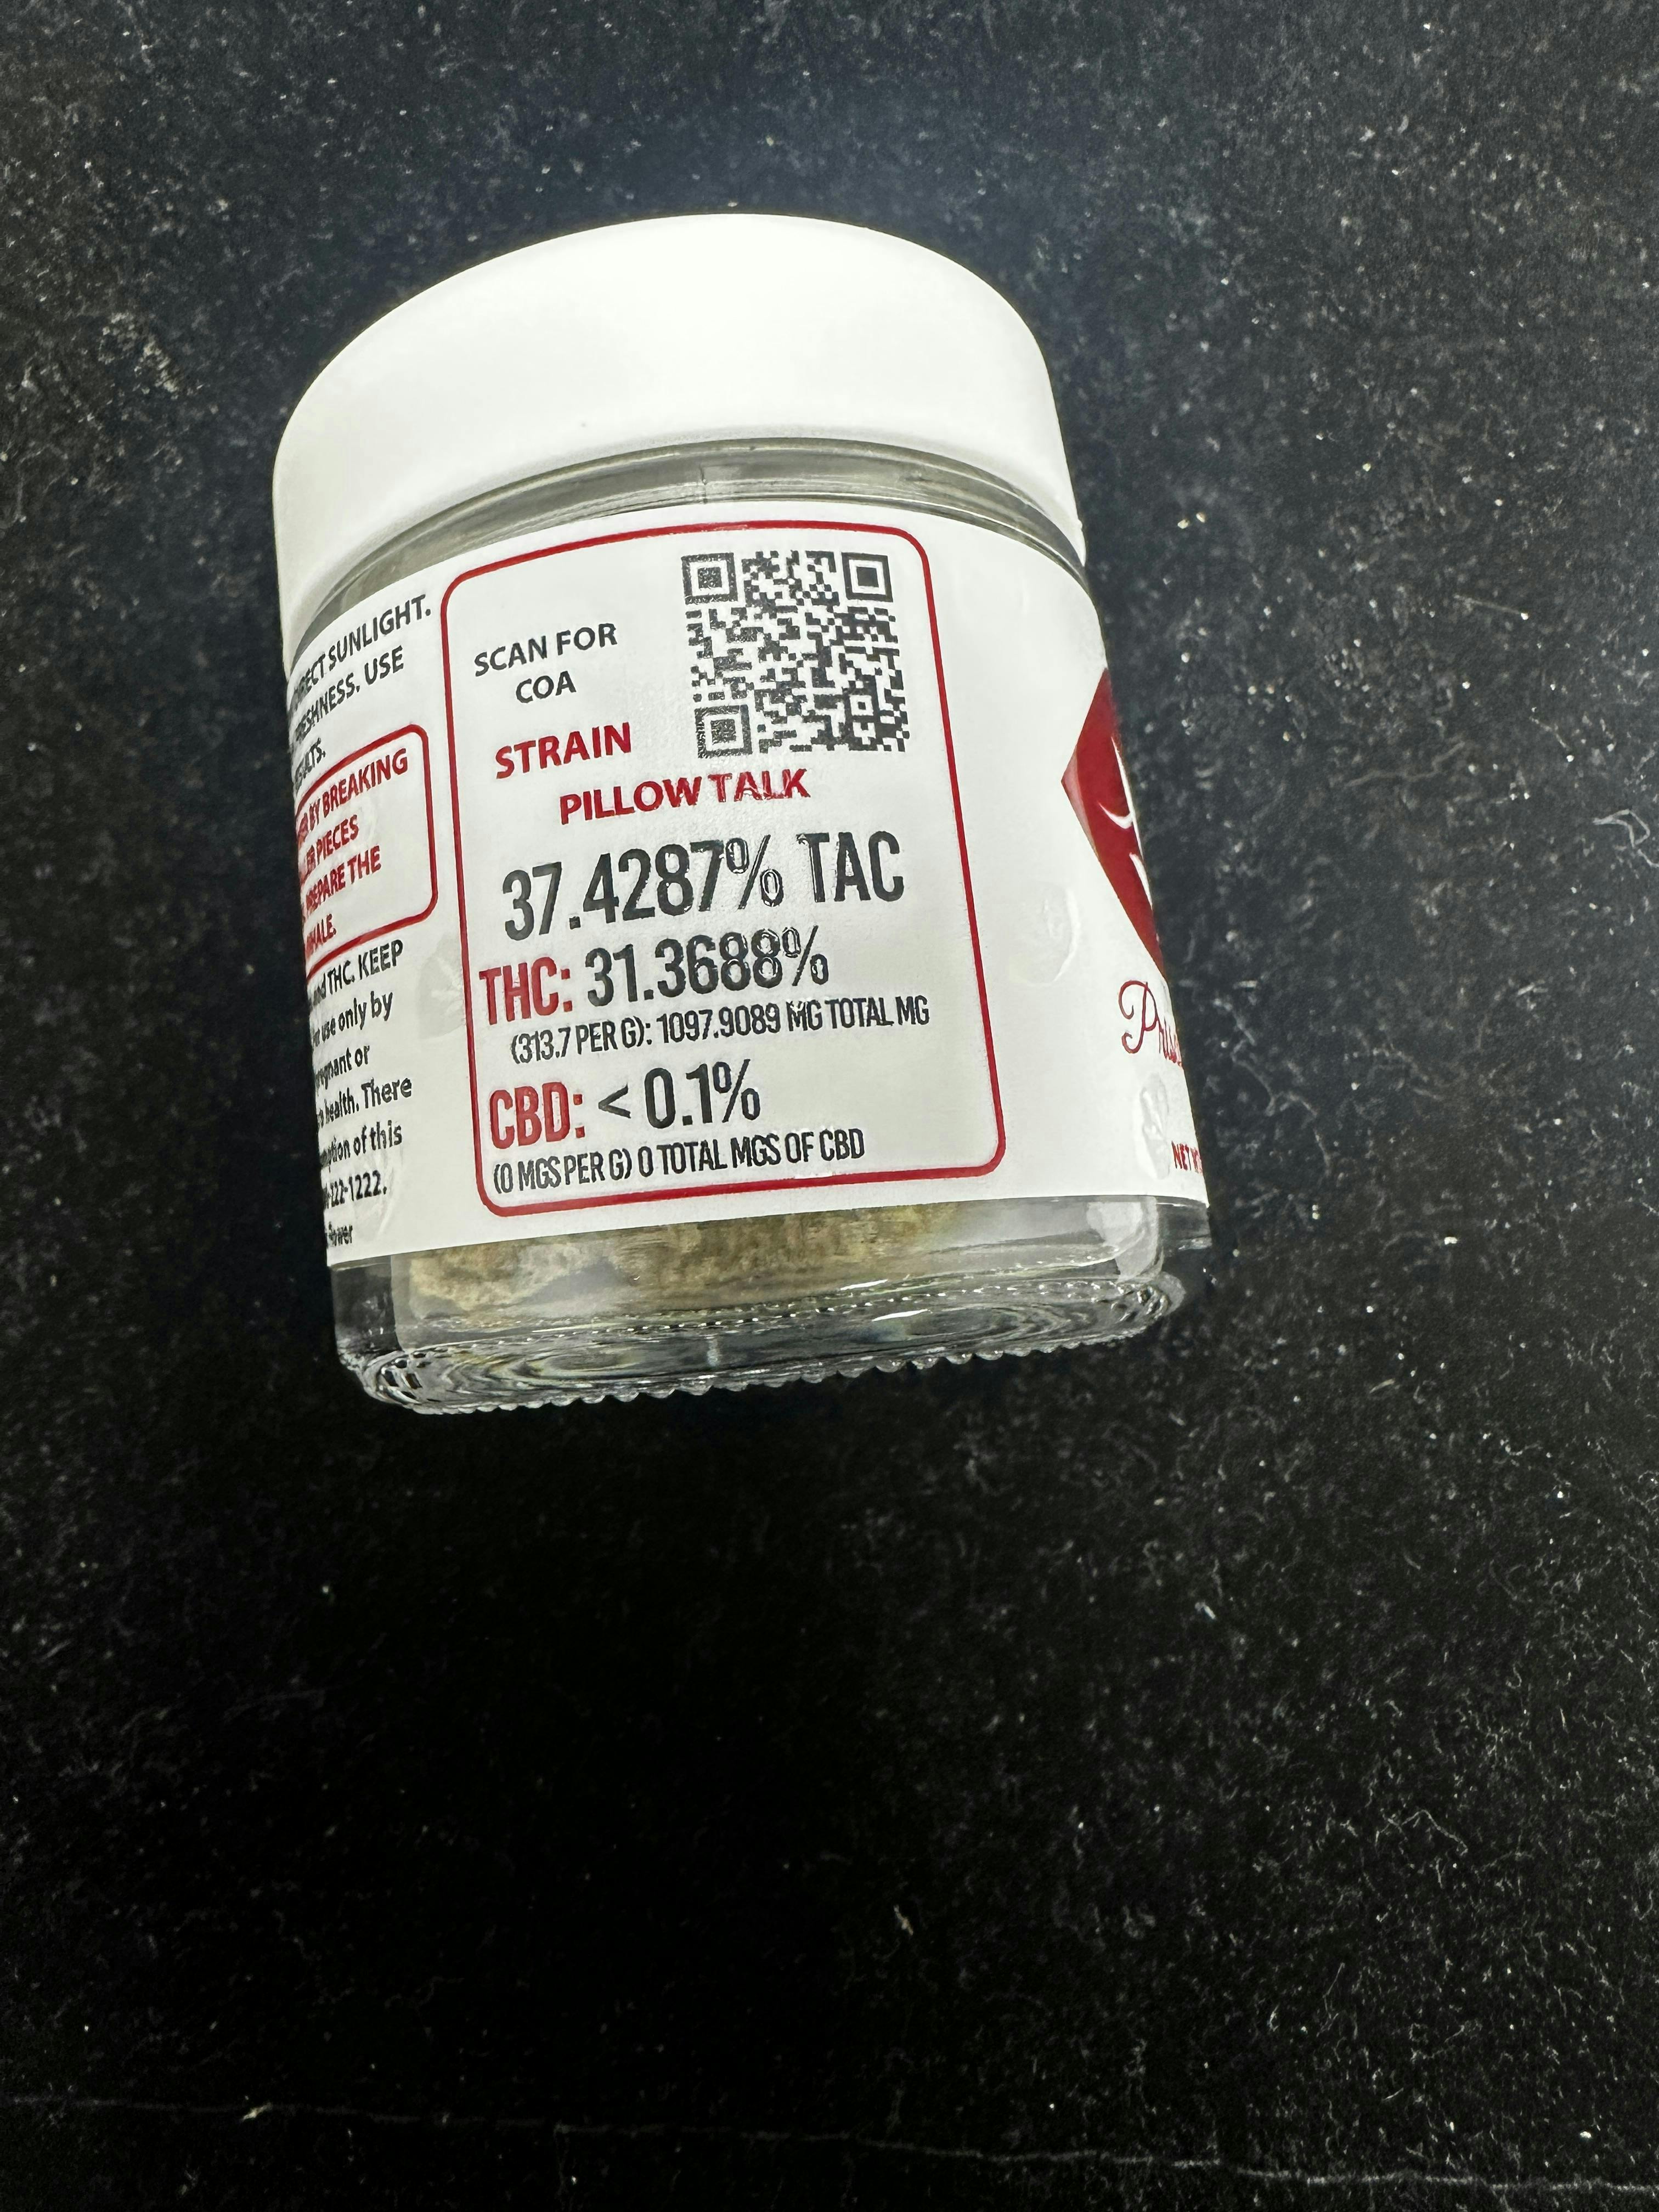 DIRECT SUNLIGHT.
FRESHNESS. USE
BY BREAKING
PIECES
PREPARE THE
and THC. KEEP
use only by
or
health. There
of this
222-1222.
SCAN FOR
COA
STRAIN
PILLOW TALK
37.4287% TAC
THC: 31.3688%
(313.7 PER G): 1097.9089 MG TOTAL MG
CBD: < 0.1%
(0 MGS PER G) 0 TOTAL MGS OF CBD
NET